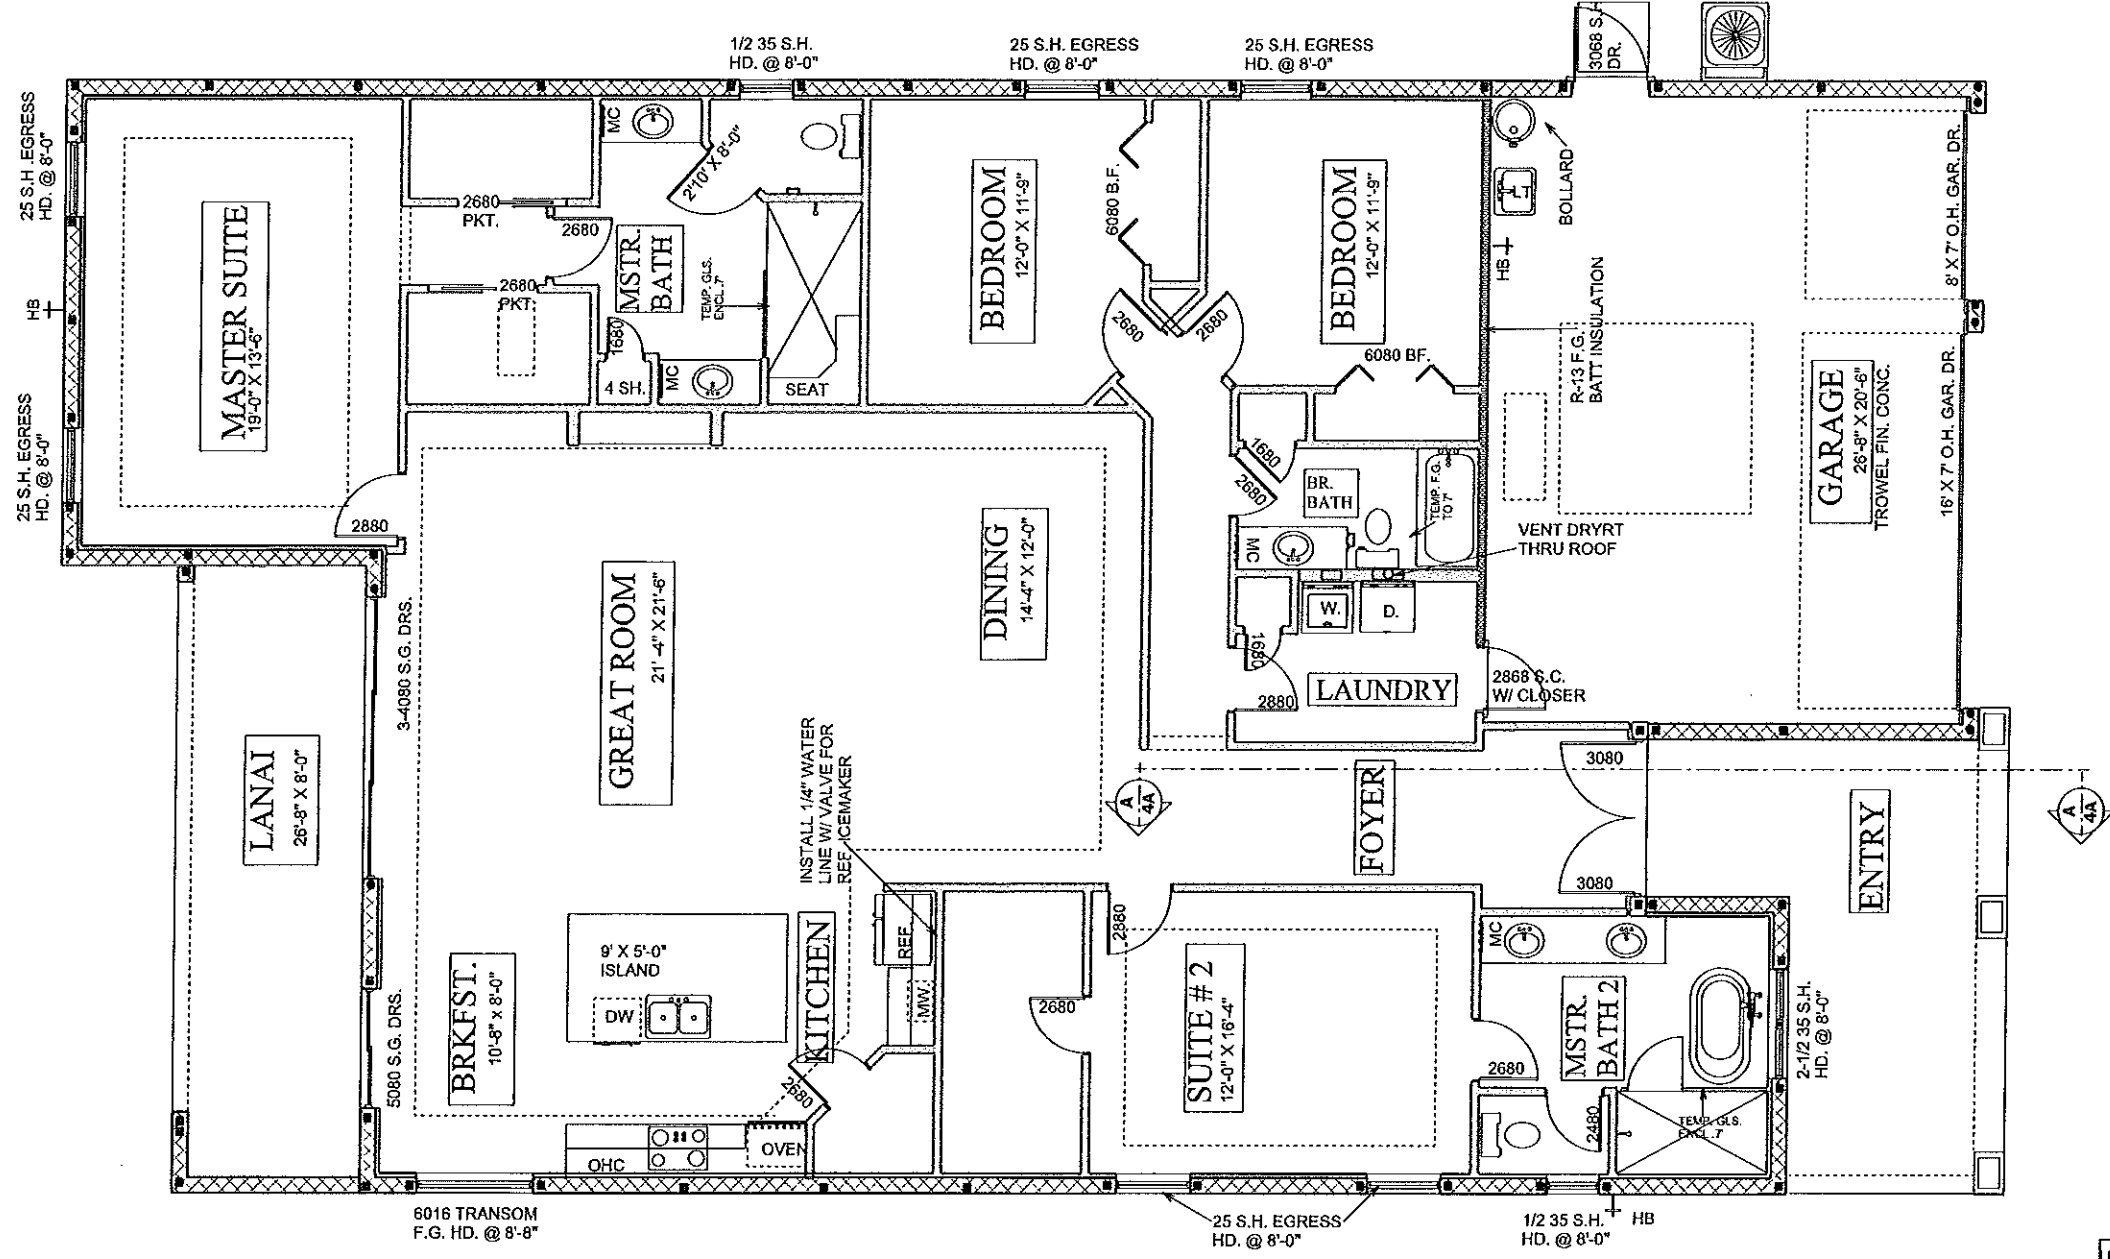 1/2 35 S.H.
HD. @ 8'-0"
25 S.H. EGRESS
HD. @ 8'-0"
25 S.H. EGRESS
HD. @ 8'-0"
3068 S.H
DR.
25 S.H .EGRESS
HD. @ 8'-0"
HB
25 S.H. EGRESS
HD. @ 8'-0"
MASTER SUITE
19'-0" X 13'-6"
2880
2680
PKT.
2680
2680
PKT.
MC
2'10" X 8'-0"
MSTR.
BATH
TEMP. GLS.
ENCL .7'
1680
4 SH.
MC
SEAT
BEDROOM
12'-0" X 11'-9"
6080 B.F.
2680
2680
BEDROOM
12'-0" X 11'-9"
6080 BF.
LT
BOLLARD
HB
R-13 F.G.
BATT INSULATION
8' X 7' O.H. GAR. DR.
GARAGE
26'-8" X 20'-6"
TROWEL FIN. CONC.
16' X 7' O.H. GAR. DR.
1680
2680
BR.
BATH
TEMP. F.G.
TO 7'
MC
VENT DRYRT
THRU ROOF
W.
D.
1680
2880
LAUNDRY
2868 S.C.
W/ CLOSER
GREAT ROOM
21' -4" X 21'-6"
DINING
14'-4" X 12'-0"
3-4080 S.G. DRS.
LANAI
26'-8" X 8'-0"
INSTALL 1/4" WATER
LINE W/ VALVE FOR
REF. ICEMAKER
A
4A
FOYER
3080
3080
ENTRY
A
4A
5080 S.G. DRS.
BRKFST.
10'-8" x 8'-0"
9' X 5'-0"
ISLAND
DW
KITCHEN
REF.
MW.
2680
OVEN
OHC
2880
2680
SUITE # 2
12'-0" X 16'-4"
MC
MSTR.
BATH 2
2680
2480
TEMP. GLS.
2-1/2 35 S.H.
HD. @ 8'-0"
6016 TRANSOM
F.G. HD. @ 8'-8"
25 S.H. EGRESS
HD. @ 8'-0"
1/2 35 S.H.
HD. @ 8'-0"
HB